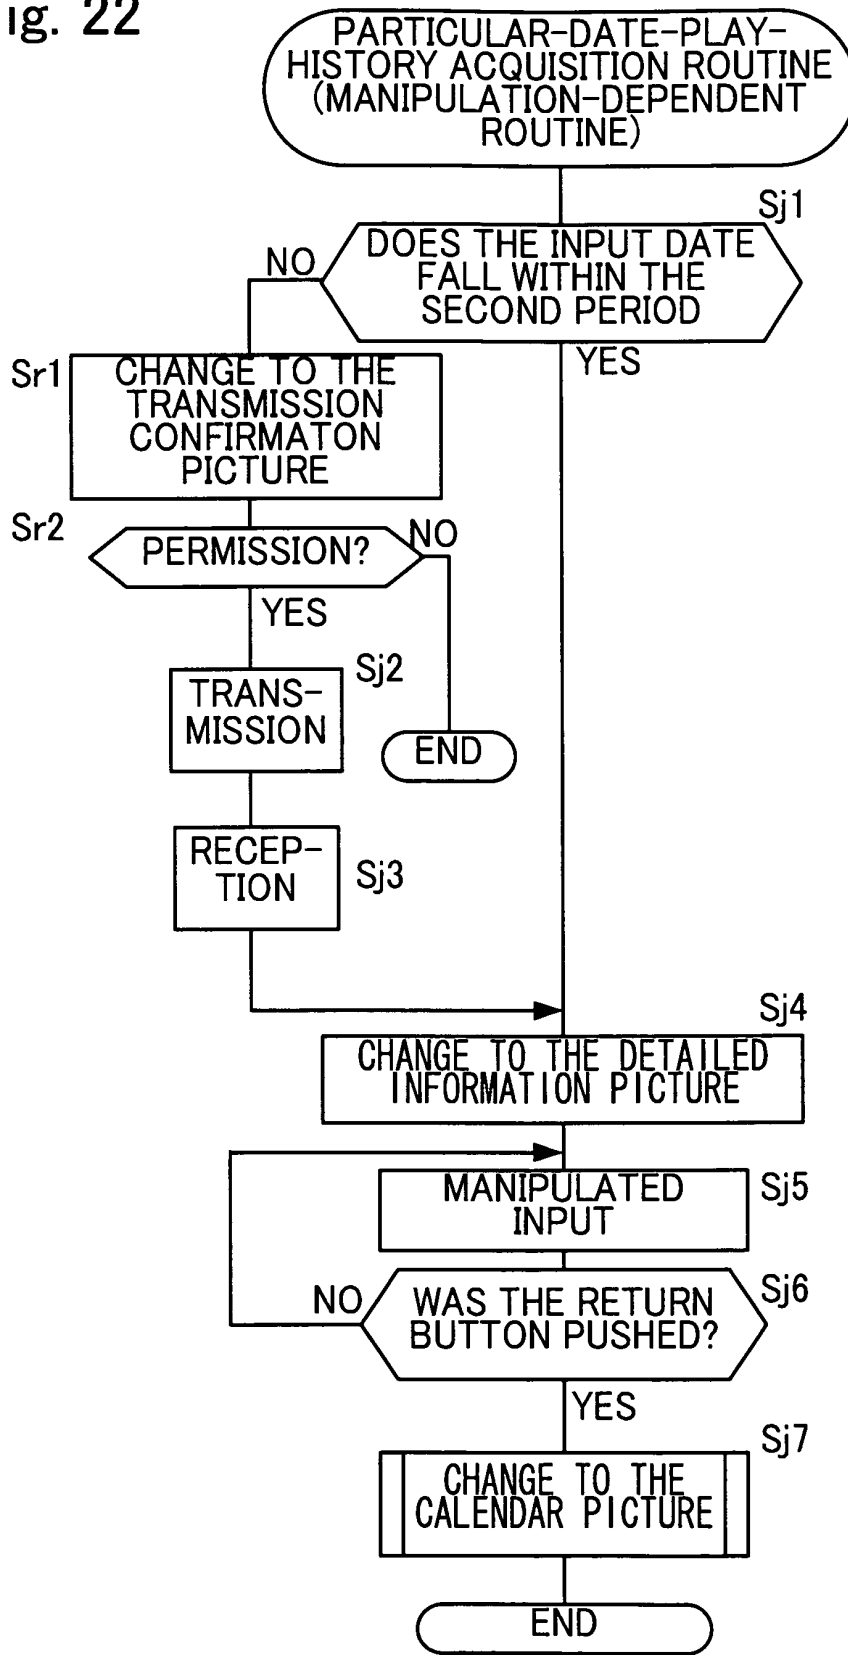 ig. 22
PARTICULAR-DATE-PLAY-
HISTORY ACQUISITION ROUTINE
(MANIPULATION-DEPENDENT
ROUTINE)
Sj1
DOES THE INPUT DATE
FALL WITHIN THE
SECOND PERIOD
NO
YES
Sr1
CHANGE TO THE
TRANSMISSION
CONFIRMATON
PICTURE
Sr2
PERMISSION?
NO
YES
Sj2
TRANS-
MISSION
END
RECEP-
TION
Sj3
Sj4
CHANGE TO THE DETAILED
INFORMATION PICTURE
MANIPULATED
INPUT
Sj5
Sj6
NO
WAS THE RETURN
BUTTON PUSHED?
YES
Sj7
CHANGE TO THE
CALENDAR PICTURE
END